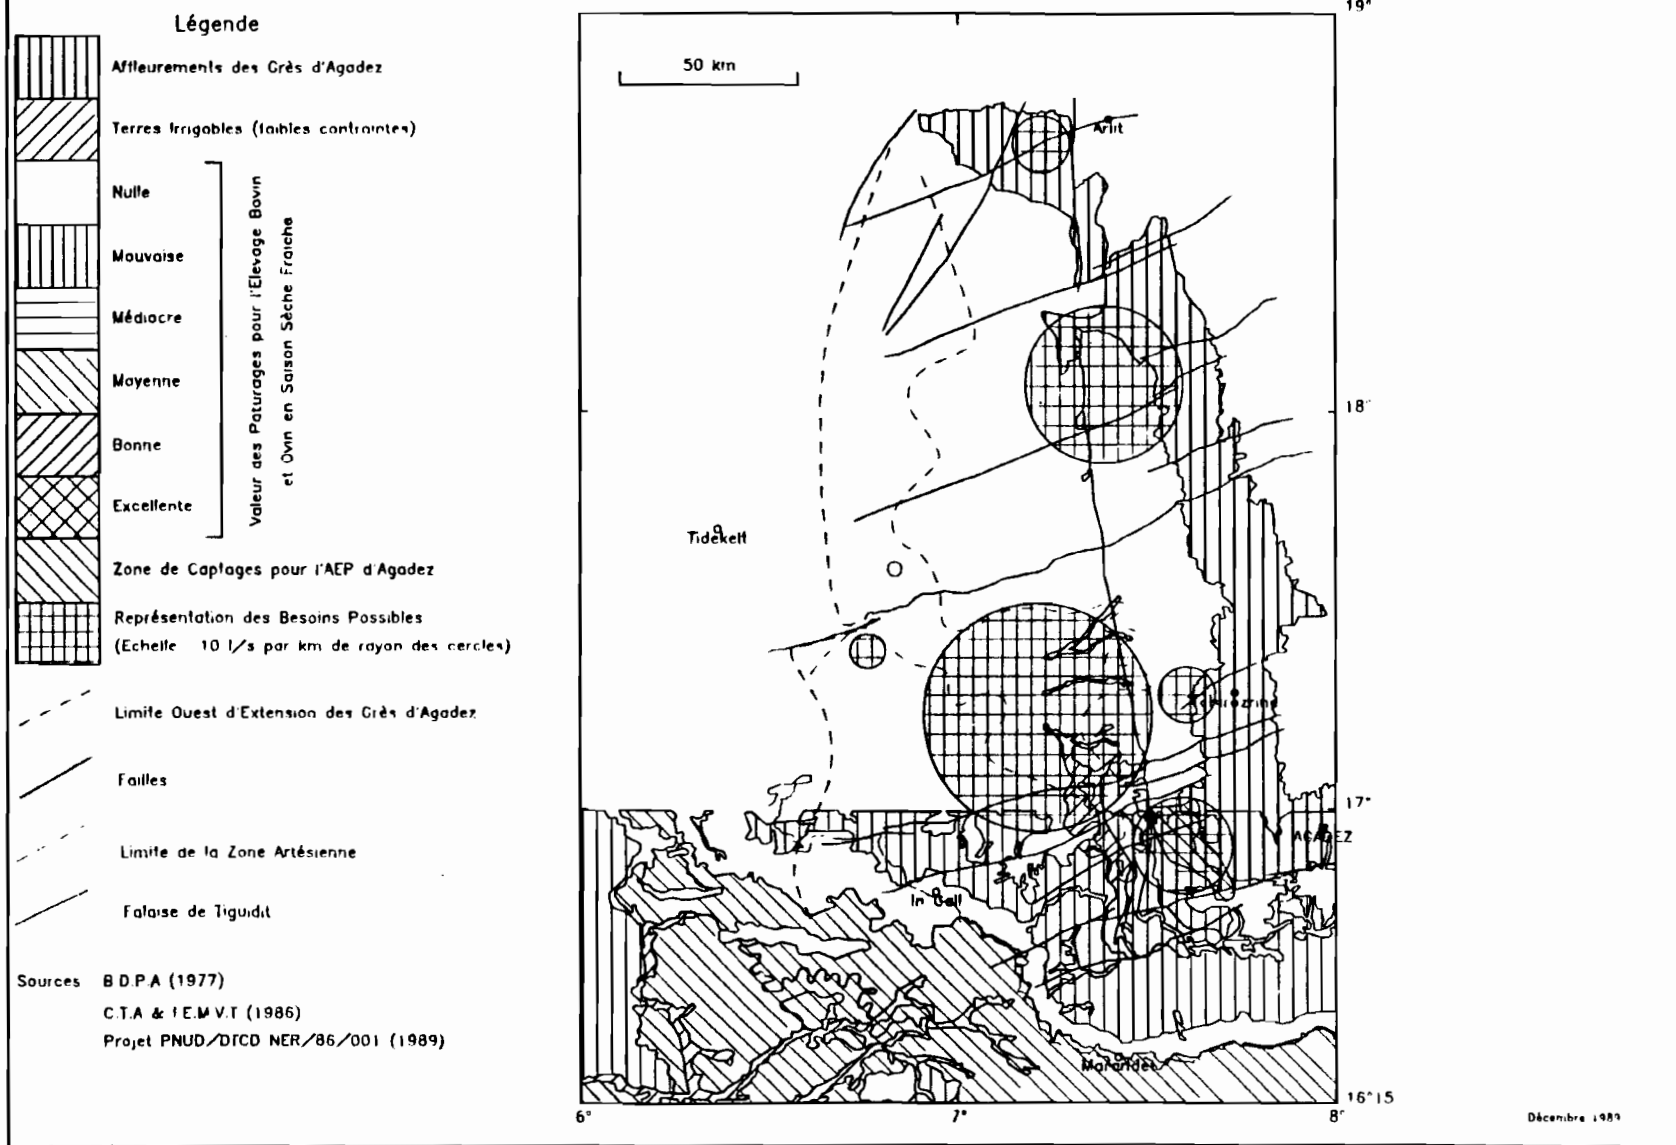 Légende
Affleurements des Grès d'Agadez
Terres Irrigables (faibles contraintes)
Nulle
Mauvaise
Médiocre
Moyenne
Bonne
Excellente
Valeur des Paturages pour l'Elevage Bovin
et Ovin en Saison Sèche Fraiche
Zone de Captages pour l'AEP d'Agadez
Représentation des Besoins Possibles
(Echelle 10 l/s par km de rayon des cercles)
Limite Ouest d'Extension des Grès d'Agadez
Failles
Limite de la Zone Artésienne
Falaise de Tiguidit
Sources B.D.P.A (1977)
C.T.A & I.E.M.V.T (1986)
Projet PNUD/DTCD NER/86/001 (1989)
50 km
19°
Arlit
18°
Tidekelt
17°
AGADEZ
In Gall
Marandet
16°15
6°
7°
8°
Décembre 1989